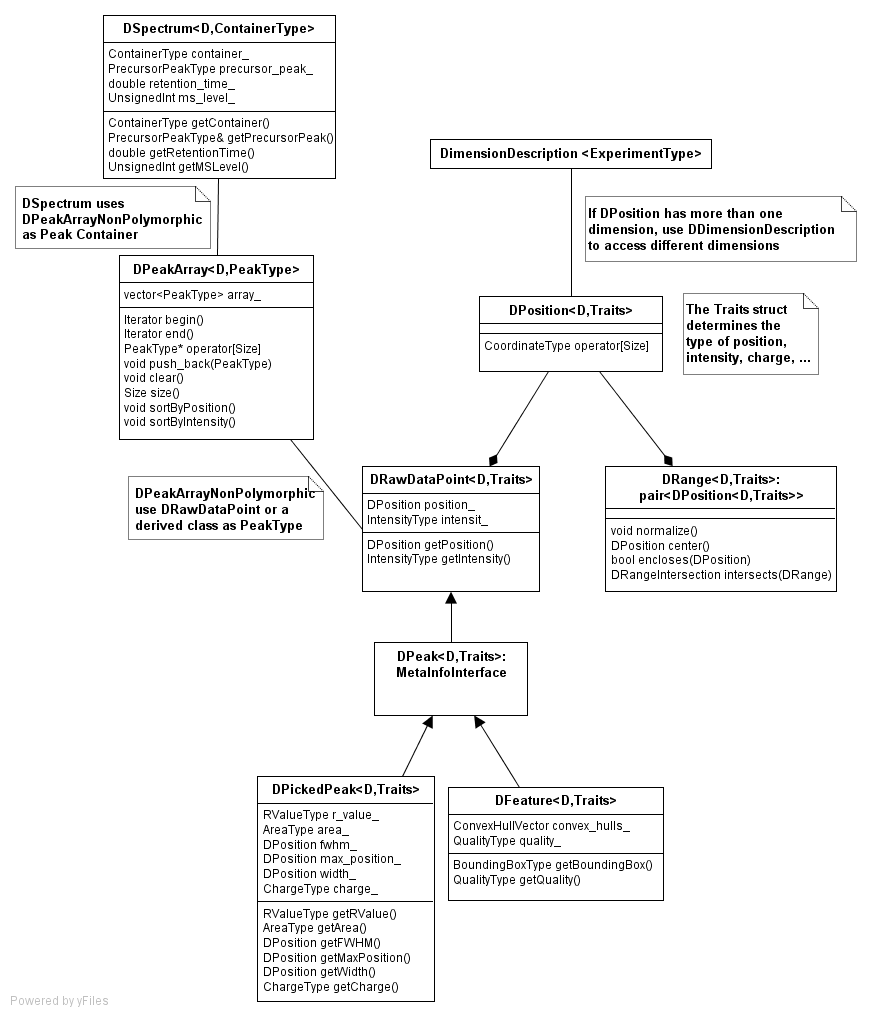 DSpectrum<D,ContainerType>
ContainerType container_
PrecursorPeakType precursor_peak_
double retention_time_
UnsignedInt ms_level_
ContainerType getContainer()
PrecursorPeakType& getPrecursorPeak()
double getRetentionTime()
UnsignedInt getMSLevel()
DimensionDescription <ExperimentType>
DSpectrum uses
DPeakArrayNonPolymorphic
as Peak Container
If DPosition has more than one
dimension, use DDimensionDescription
to access different dimensions
DPeakArray<D,PeakType>
vector<PeakType> array_
Iterator begin()
Iterator end()
PeakType* operator[Size]
void push_back(PeakType)
void clear()
Size size()
void sortByPosition()
void sortByIntensity()
DPosition<D,Traits>
CoordinateType operator[Size]
The Traits struct
determines the
type of position,
intensity, charge, ...
DPeakArrayNonPolymorphic
use DRawDataPoint or a
derived class as PeakType
DRawDataPoint<D,Traits>
DPosition position_
IntensityType intensit_
DPosition getPosition()
IntensityType getIntensity()
DRange<D,Traits>:
pair<DPosition<D,Traits>>
void normalize()
DPosition center()
bool encloses(DPosition)
DRangeIntersection intersects(DRange)
DPeak<D,Traits>:
MetaInfoInterface
DPickedPeak<D,Traits>
RValueType r_value_
AreaType area_
DPosition fwhm_
DPosition max_position_
DPosition width_
ChargeType charge_
RValueType getRValue()
AreaType getArea()
DPosition getFWHM()
DPosition getMaxPosition()
DPosition getWidth()
ChargeType getCharge()
DFeature<D,Traits>
ConvexHullVector convex_hulls_
QualityType quality_
BoundingBoxType getBoundingBox()
QualityType getQuality()
Powered by yFiles